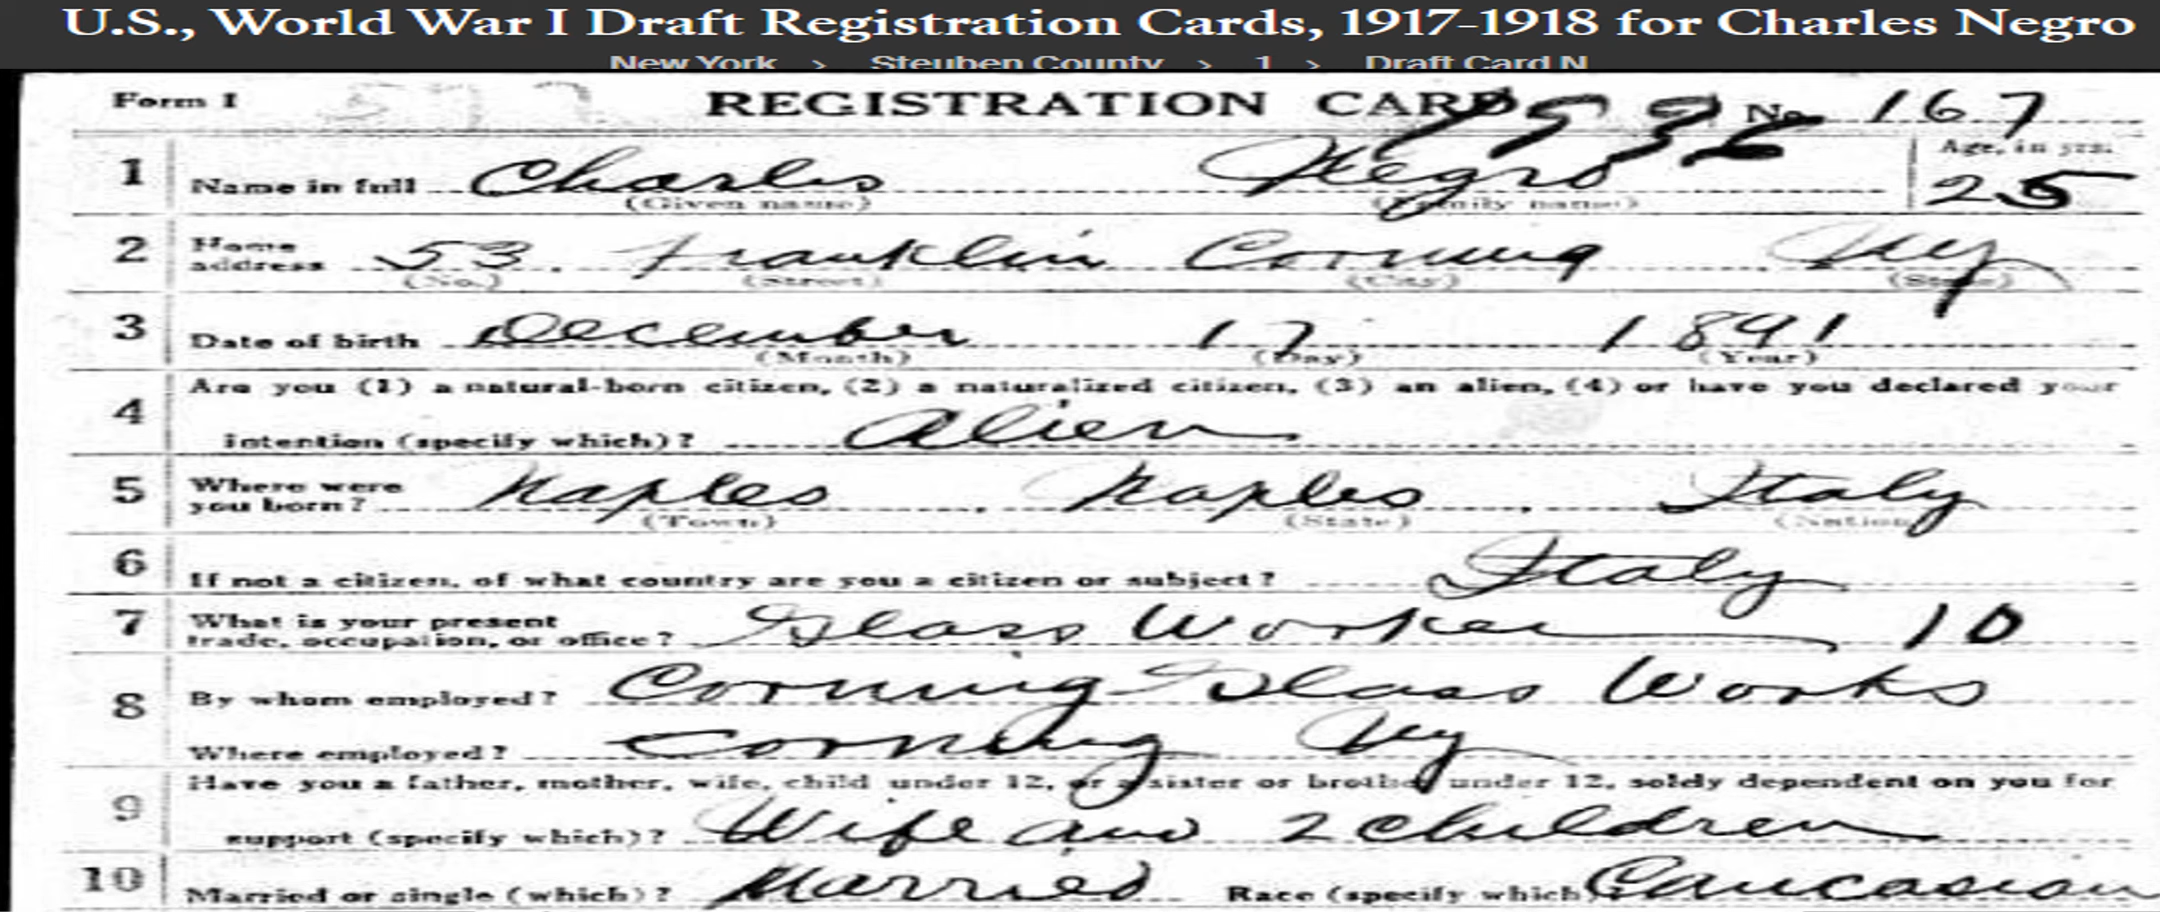 U.S., World War I Draft Registration Cards, 1917-1918 for Charles Negro
New York > Steuben County > 1 > Draft Card N
Form 1 REGISTRATION CARD No. 167
1 Name in full Charles Negro Age, in yrs. 25
(Given name) (Family name)
2 Home address 53 Franklin Corning NY
(No.) (Street) (City) (State)
3 Date of birth December 17 1891
(Month) (Day) (Year)
4 Are you (1) a natural-born citizen, (2) a naturalized citizen, (3) an alien, (4) or have you declared your
intention (specify which)? Alien
5 Where were you born? Naples, Naples, Italy
(Town) (State) (Nation)
6 If not a citizen, of what country are you a citizen or subject? Italy
7 What is your present trade, occupation, or office? Glass Worker 10
8 By whom employed? Corning Glass Works
Where employed? Corning NY
9 Have you a father, mother, wife, child under 12, or a sister or brother under 12, solely dependent on you for
support (specify which)? Wife and 2 children
10 Married or single (which)? Married Race (specify which) Caucasian